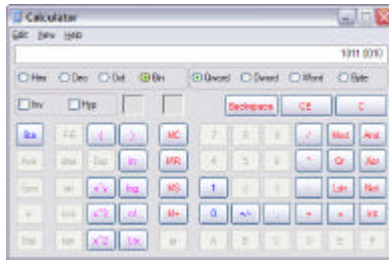 Calculator
Edit View Help
1011 0010
Hex Dec Oct Bin Qword Dword Word Byte
Inv Hyp Backspace CE C
Sta F-E ( ) MC 7 8 9 / Mod And
Ave dms Exp ln MR 4 5 6 * Or Xor
Sum sin x^y log MS 1 2 3 - Lsh Not
s cos x^3 n! M+ 0 +/- . + = Int
Dat tan x^2 1/x pi A B C D E F